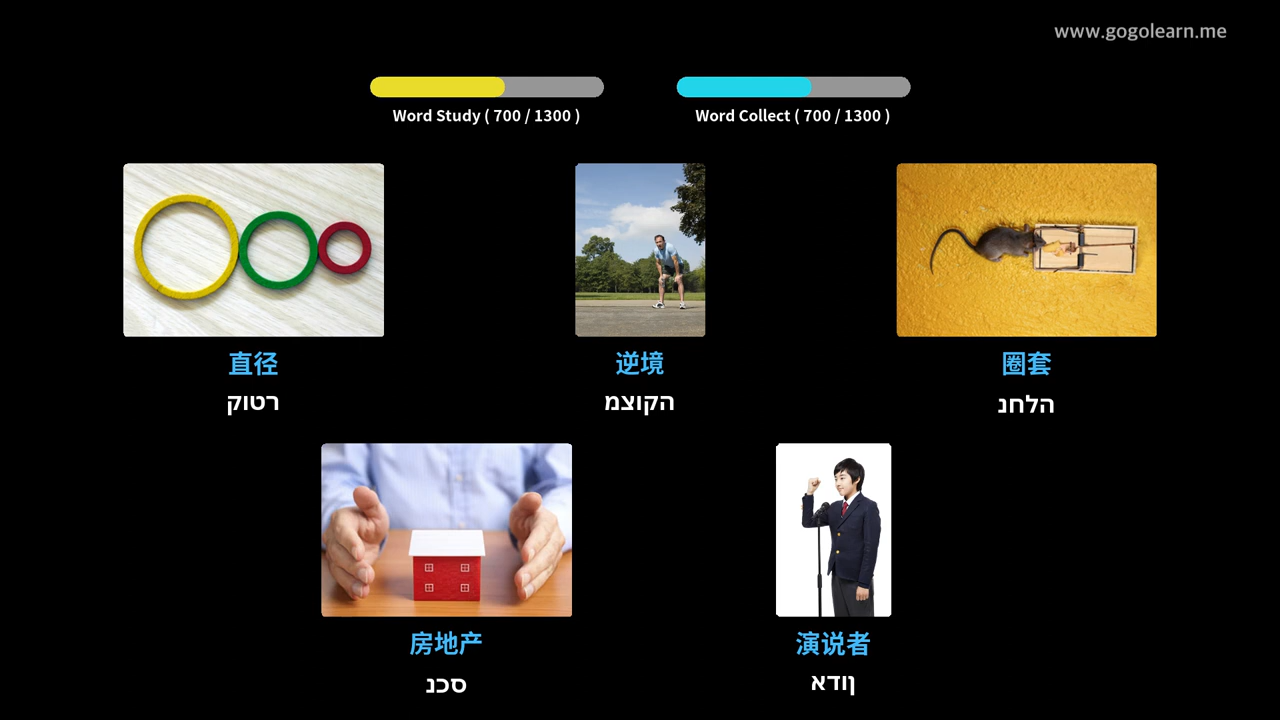 www.gogolearn.me
Word Study ( 700 / 1300 )
Word Collect ( 700 / 1300 )
直径
רטוק
逆境
הקוצמ
圈套
הלחנ
房地产
סכנ
演说者
ןודא